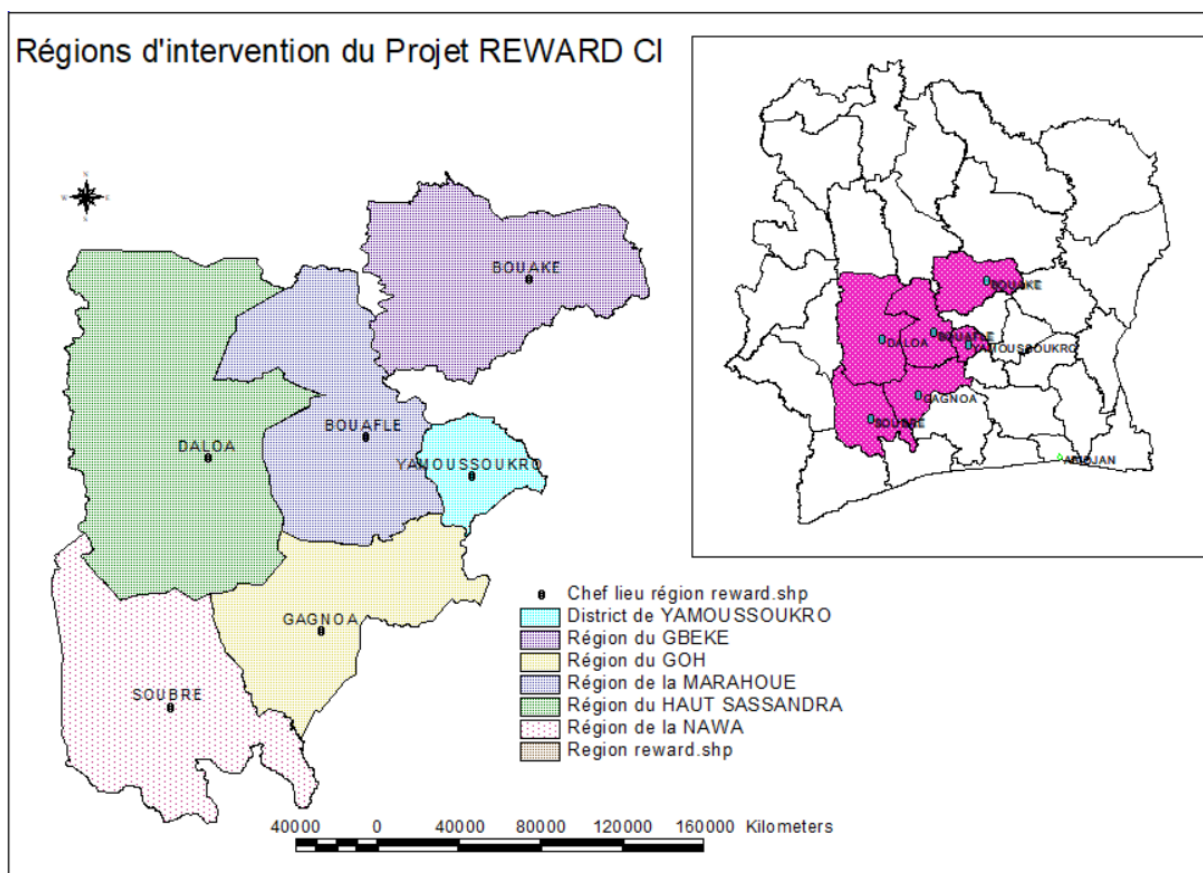 Régions d'intervention du Projet REWARD CI
N
W
E
S
BOUAKE
DALOA
BOUAFLE
YAMOUSSOUKRO
GAGNOA
SOUBRE
BOUAKE
DALOA
BOUAFLE
YAMOUSSOUKRO
GAGNOA
SOUBRE
ABIDJAN
Chef lieu région reward.shp
District de YAMOUSSOUKRO
Région du GBEKE
Région du GOH
Région de la MARAHOUE
Région du HAUT SASSANDRA
Région de la NAWA
Region reward.shp
40000 0 40000 80000 120000 160000 Kilometers